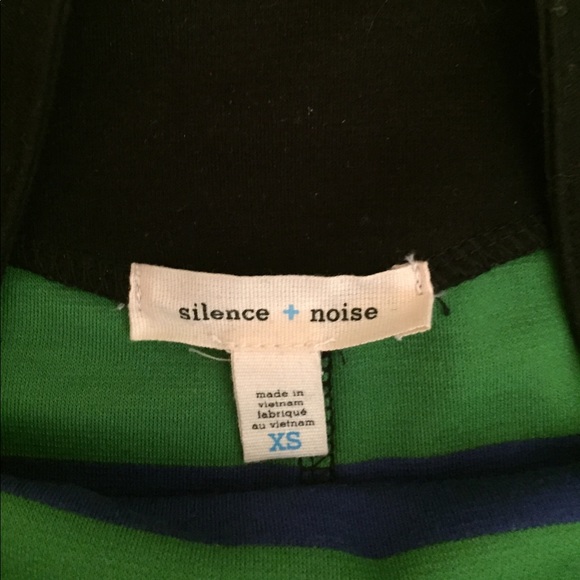 silence + noise
made in
vietnam
fabriqué
au vietnam
XS